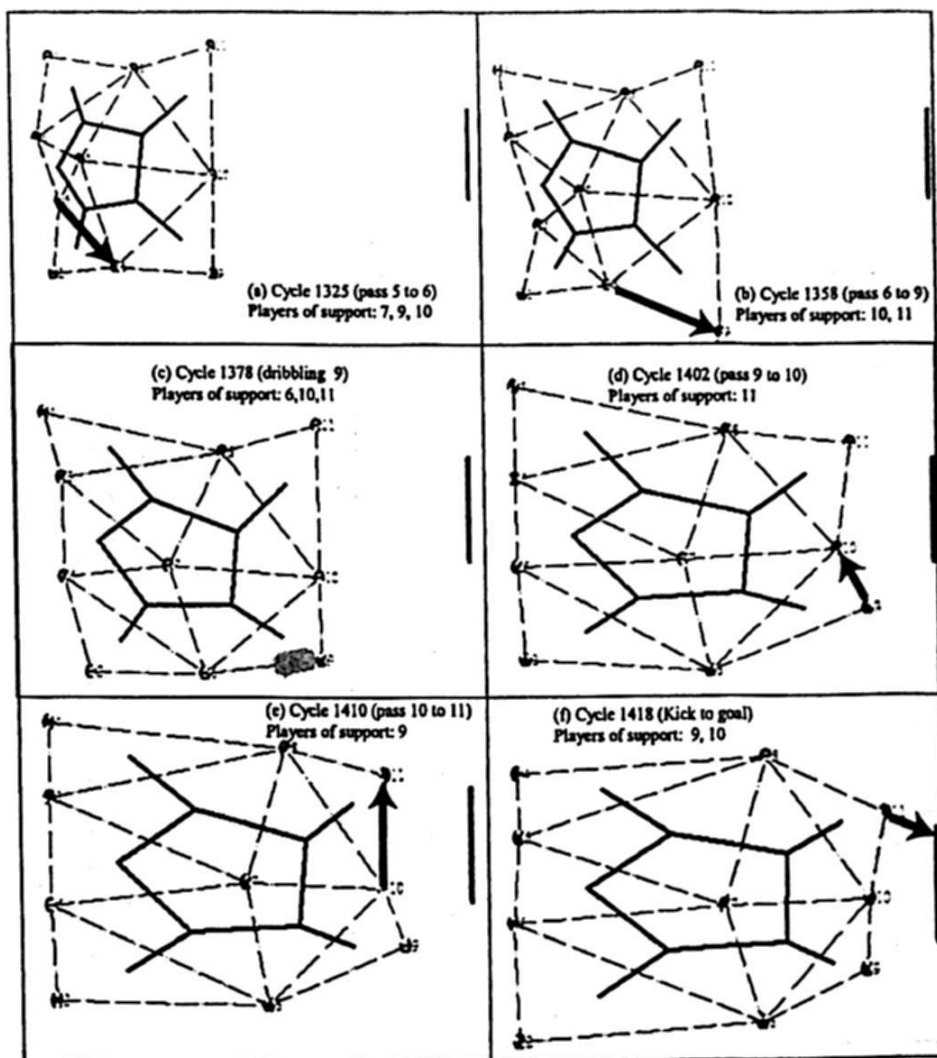 (a) Cycle 1325 (pass 5 to 6)
Players of support: 7, 9, 10
(b) Cycle 1358 (pass 6 to 9)
Players of support: 10, 11
(c) Cycle 1378 (dribbling 9)
Players of support: 6,10,11
(d) Cycle 1402 (pass 9 to 10)
Players of support: 11
(e) Cycle 1410 (pass 10 to 11)
Players of support: 9
(f) Cycle 1418 (Kick to goal)
Players of support: 9, 10